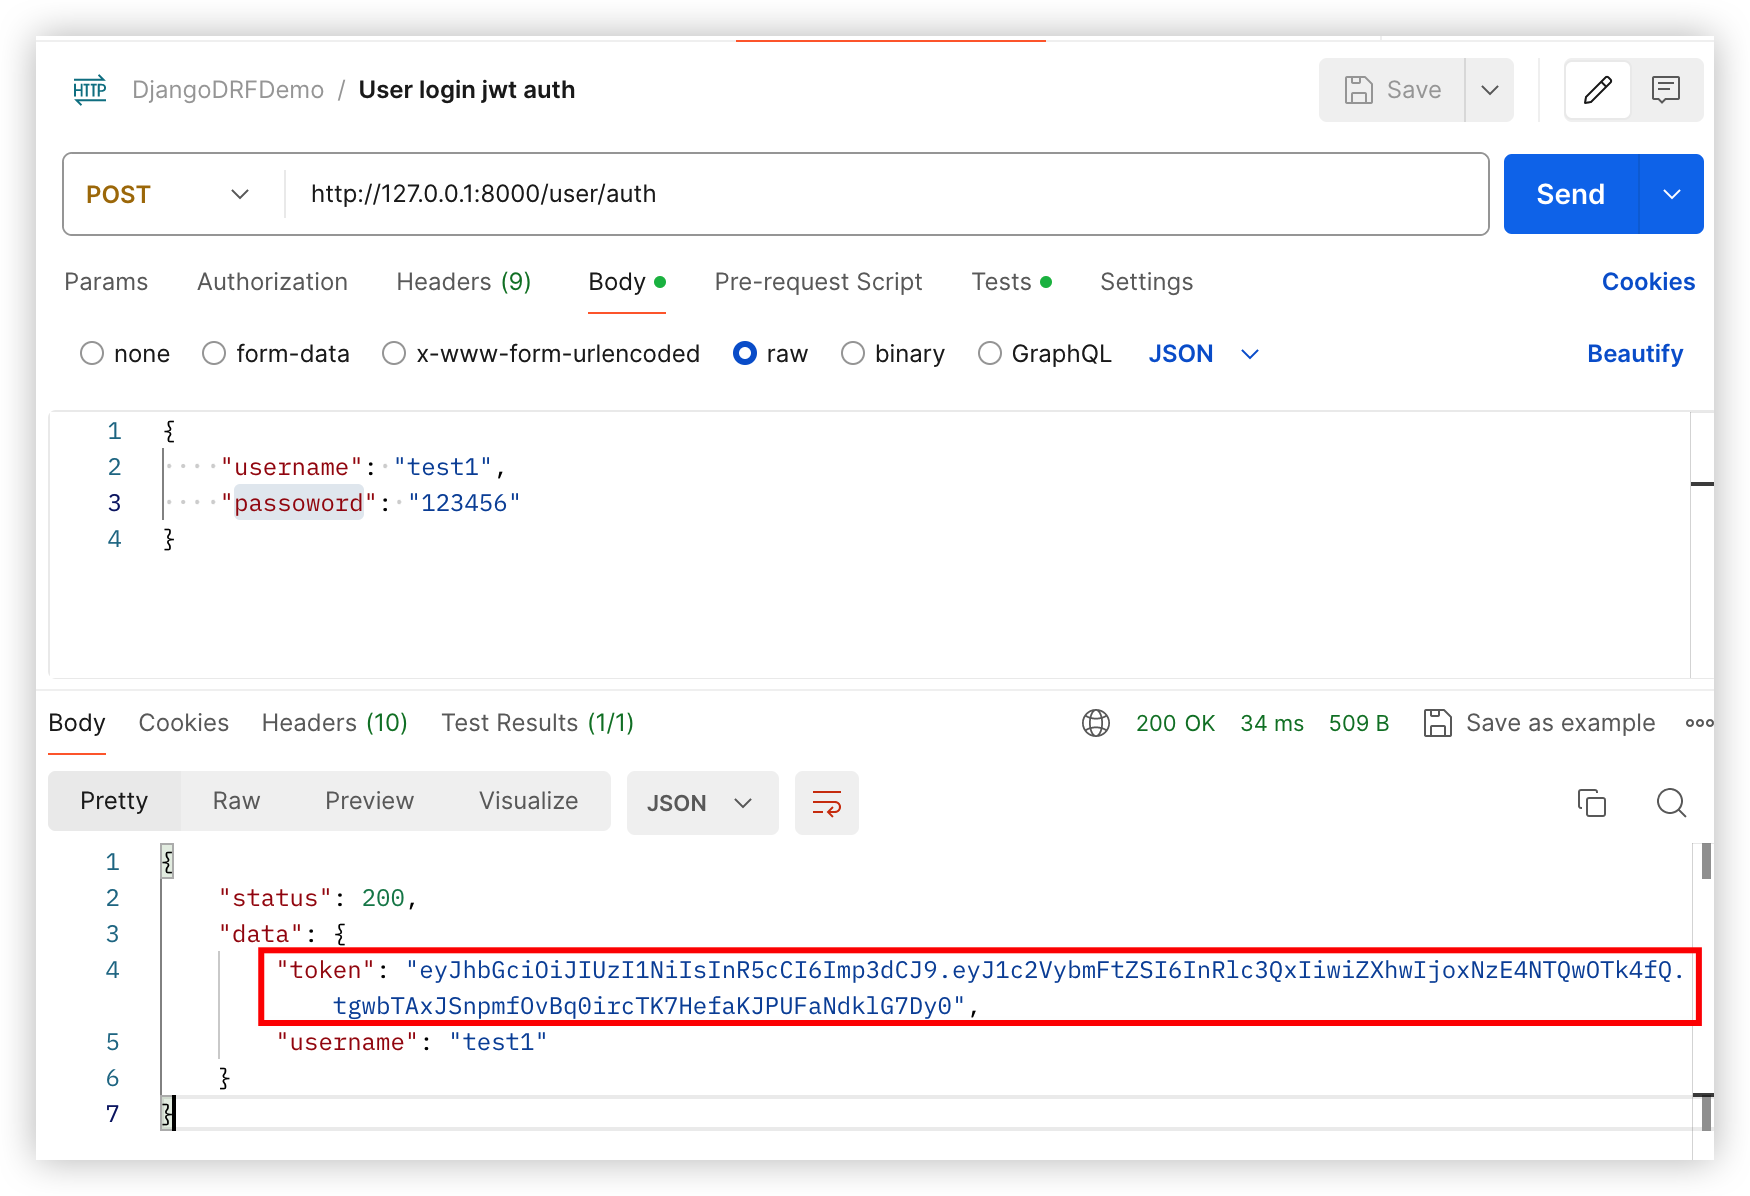 HTTP DjangoDRFDemo / User login jwt auth Save
POST http://127.0.0.1:8000/user/auth Send
Params Authorization Headers (9) Body Pre-request Script Tests Settings Cookies
none form-data x-www-form-urlencoded raw binary GraphQL JSON Beautify
1 {
2 "username": "test1",
3 "passoword": "123456"
4 }
Body Cookies Headers (10) Test Results (1/1) 200 OK 34 ms 509 B Save as example
Pretty Raw Preview Visualize JSON
1 {
2 "status": 200,
3 "data": {
4 "token": "eyJhbGciOiJIUzI1NiIsInR5cCI6Imp3dCJ9.eyJ1c2VybmFtZSI6InRlc3QxIiwiZXhwIjoxNzE4NTQwOTk4fQ.
tgwbTAxJSnpmfOvBq0ircTK7HefaKJPUFaNdklG7Dy0",
5 "username": "test1"
6 }
7 }